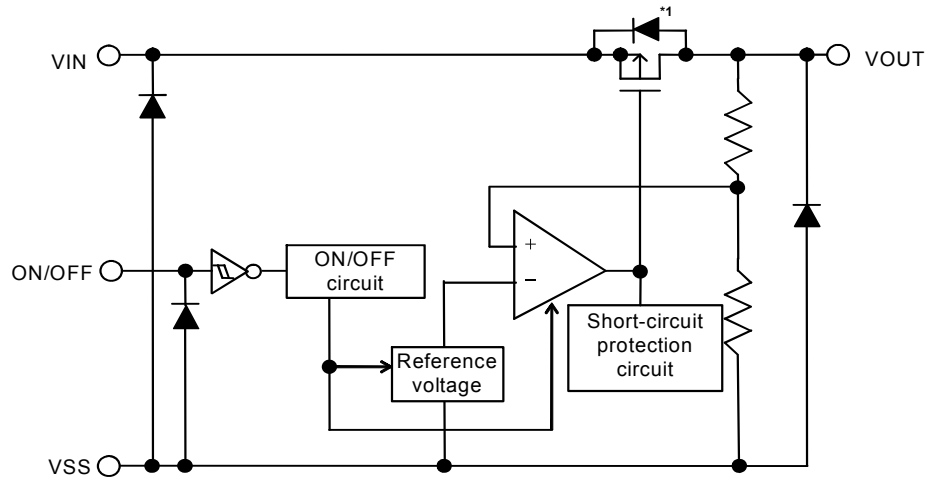 *1
VIN
VOUT
+
−
ON/OFF
ON/OFF
circuit
Short-circuit
protection
circuit
Reference
voltage
VSS